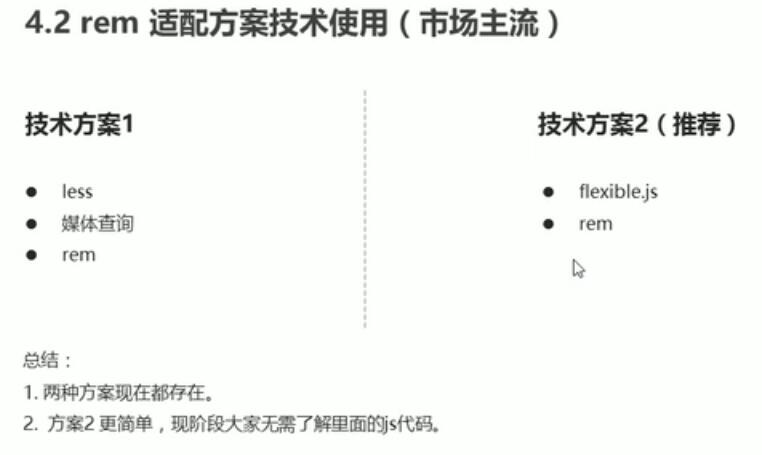 4.2 rem 适配方案技术使用（市场主流）
技术方案1
● less
● 媒体查询
● rem
技术方案2（推荐）
● flexible.js
● rem
总结：
1. 两种方案现在都存在。
2. 方案2 更简单，现阶段大家无需了解里面的js代码。